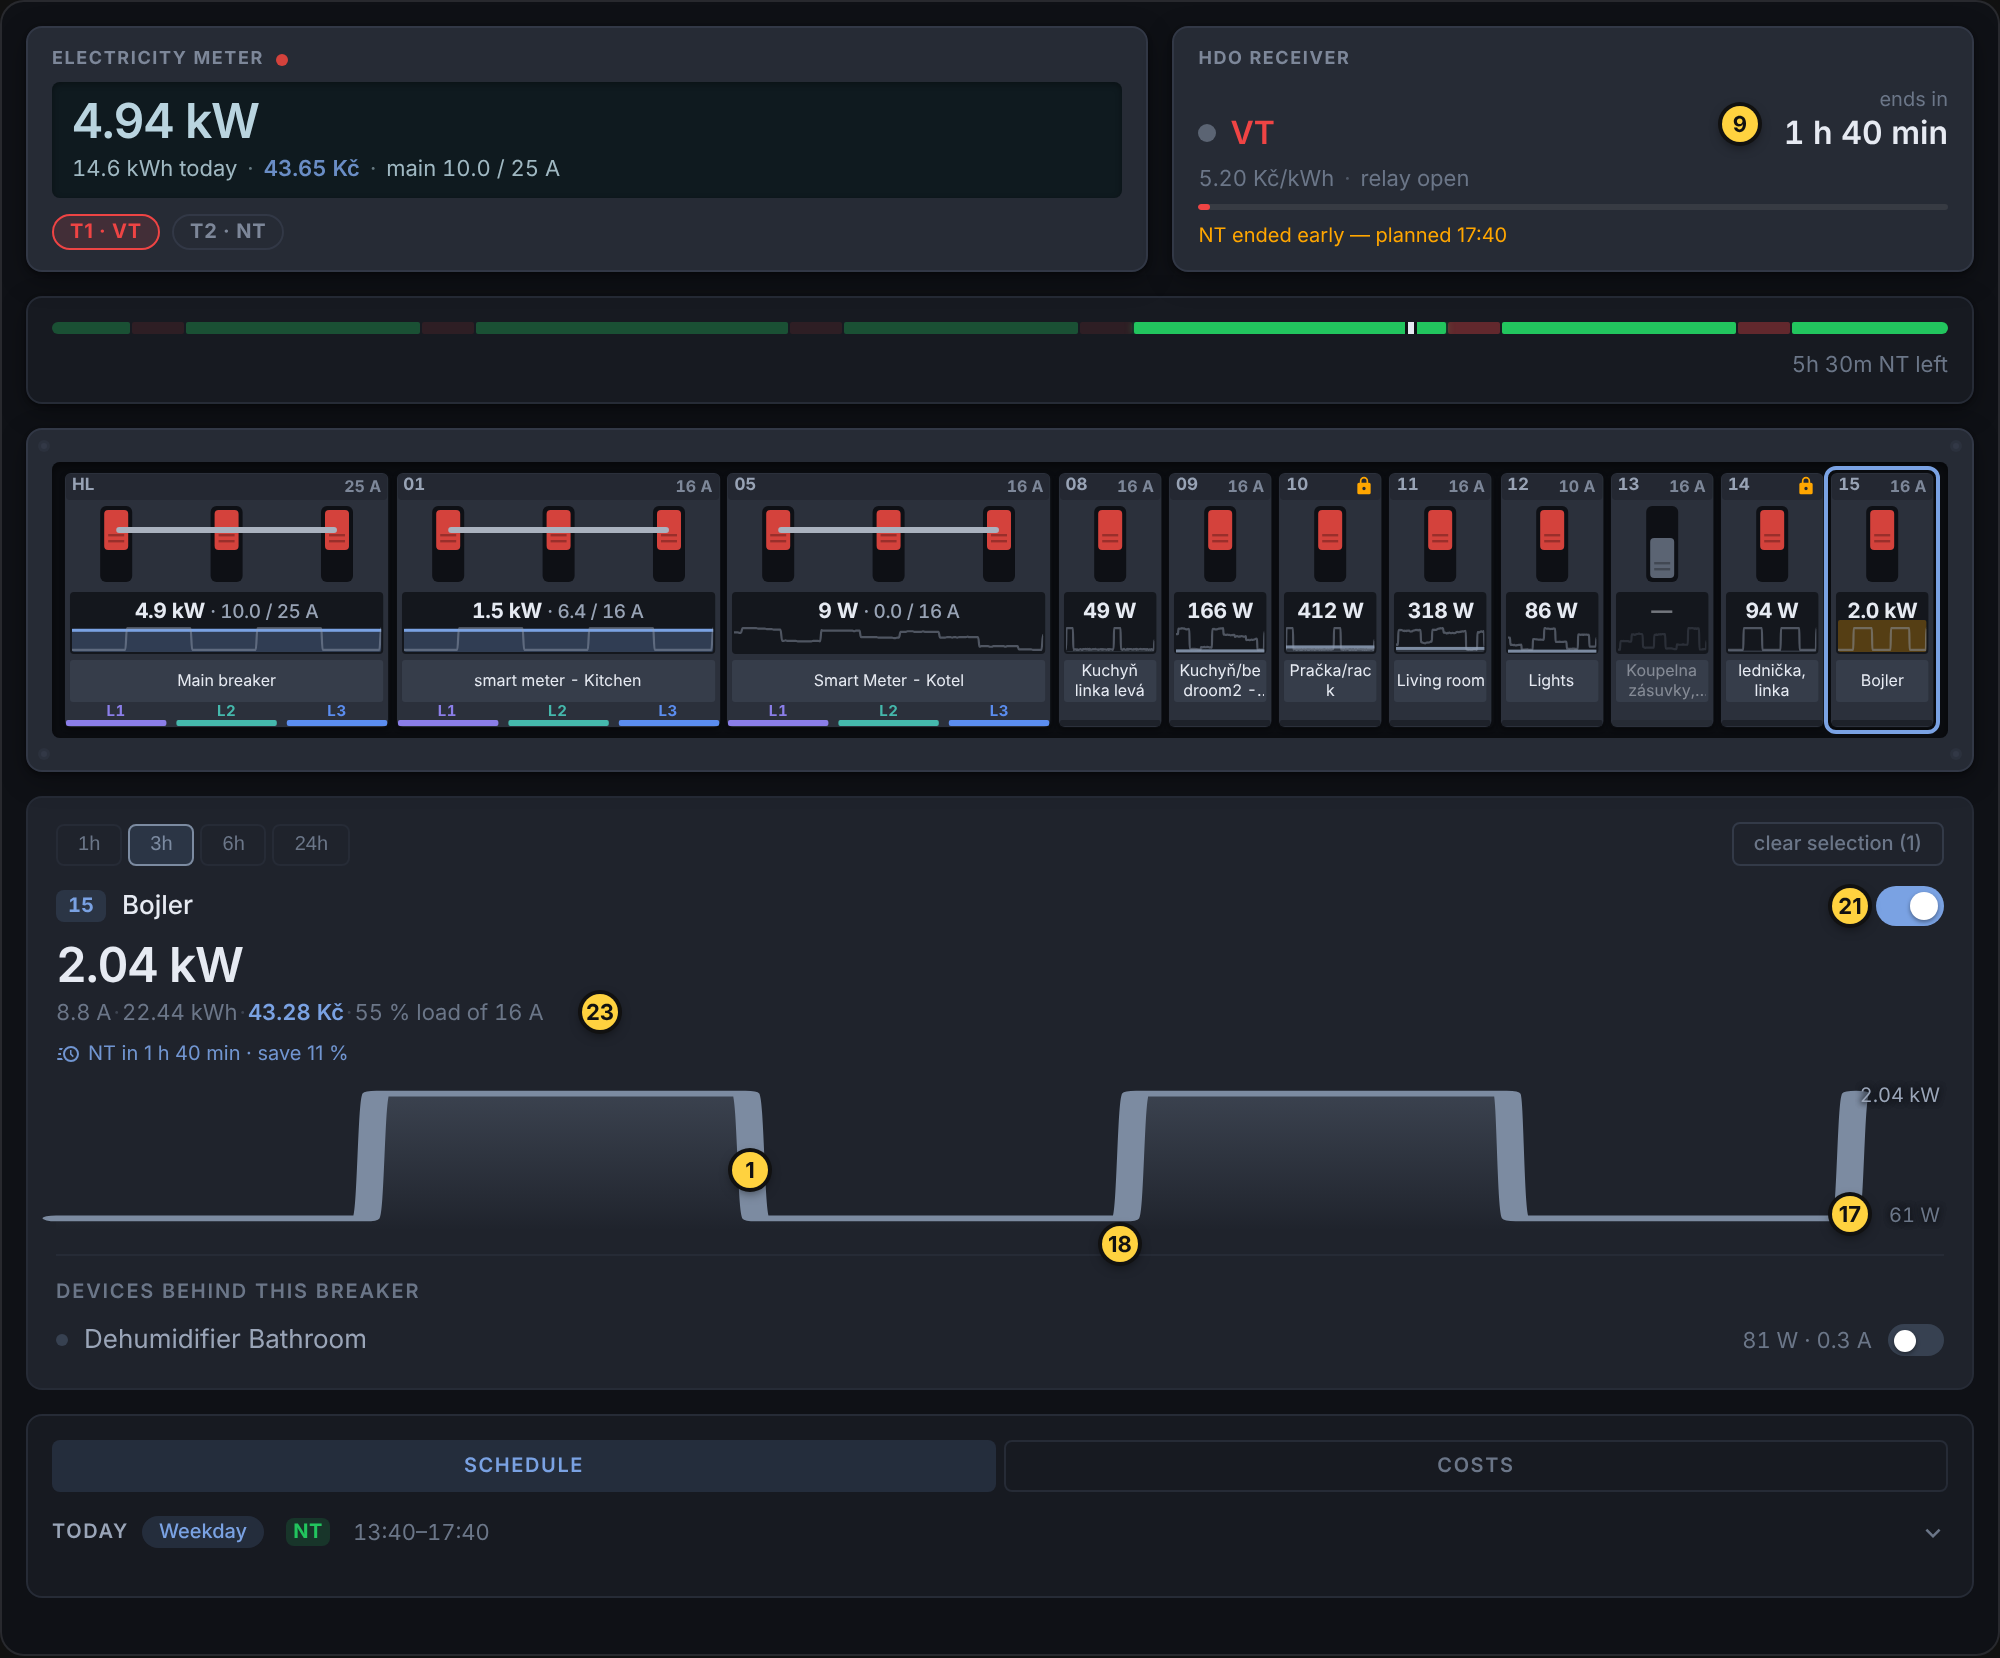 ELECTRICITY METER
4.94 kW
14.6 kWh today · 43.65 Kč · main 10.0 / 25 A
T1 · VT
T2 · NT
HDO RECEIVER
ends in
VT
9
1 h 40 min
5.20 Kč/kWh · relay open
NT ended early — planned 17:40
5h 30m NT left
HL 25 A
4.9 kW · 10.0 / 25 A
Main breaker
L1 L2 L3
01 16 A
1.5 kW · 6.4 / 16 A
smart meter - Kitchen
L1 L2 L3
05 16 A
9 W · 0.0 / 16 A
Smart Meter - Kotel
L1 L2 L3
08 16 A
49 W
Kuchyň
linka levá
09 16 A
166 W
Kuchyň/be
droom2 -..
10
412 W
Pračka/rac
k
11 16 A
318 W
Living room
12 10 A
86 W
Lights
13 16 A
—
Koupelna
zásuvky,..
14
94 W
lednička,
linka
15 16 A
2.0 kW
Bojler
1h 3h 6h 24h
clear selection (1)
15 Bojler
21
2.04 kW
8.8 A · 22.44 kWh · 43.28 Kč · 55 % load of 16 A
23
NT in 1 h 40 min · save 11 %
2.04 kW
1
17
61 W
18
DEVICES BEHIND THIS BREAKER
Dehumidifier Bathroom
81 W · 0.3 A
SCHEDULE
COSTS
TODAY Weekday NT 13:40–17:40